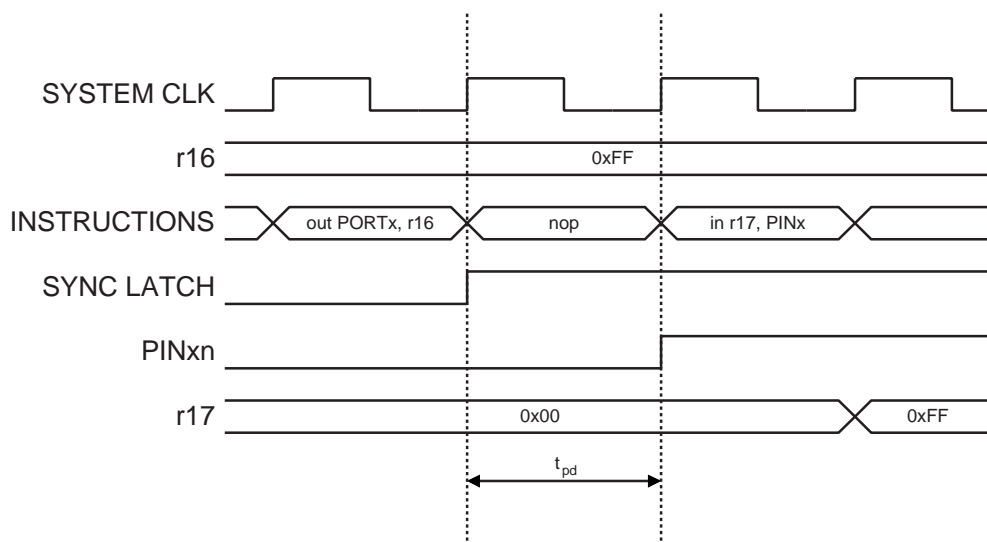 SYSTEM CLK
r16
0xFF
INSTRUCTIONS
out PORTx, r16
nop
in r17, PINx
SYNC LATCH
PINxn
r17
0x00
0xFF
tpd